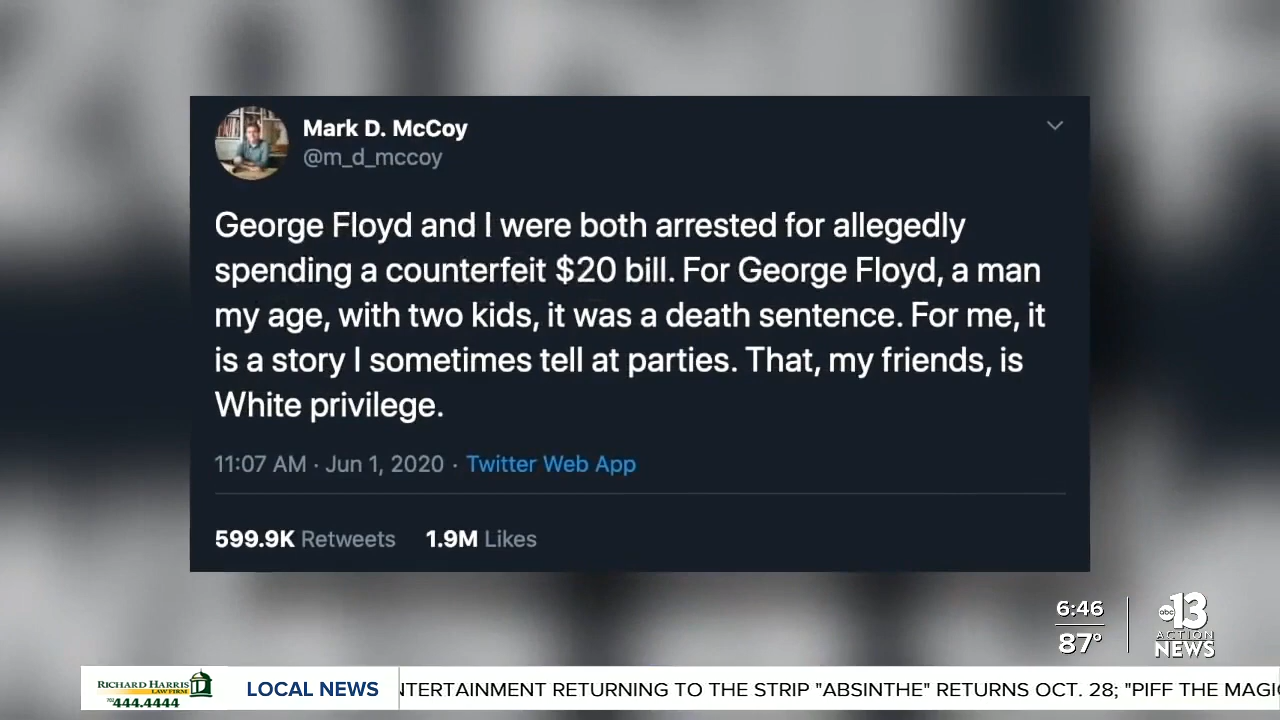 Mark D. McCoy
@m_d_mccoy
George Floyd and I were both arrested for allegedly
spending a counterfeit $20 bill. For George Floyd, a man
my age, with two kids, it was a death sentence. For me, it
is a story I sometimes tell at parties. That, my friends, is
White privilege.
11:07 AM · Jun 1, 2020 · Twitter Web App
599.9K Retweets 1.9M Likes
6:46
87°
abc 13
ACTION
NEWS
RICHARD HARRIS
LAW FIRM
702 444.4444
LOCAL NEWS
NTERTAINMENT RETURNING TO THE STRIP "ABSINTHE" RETURNS OCT. 28; "PIFF THE MAGI